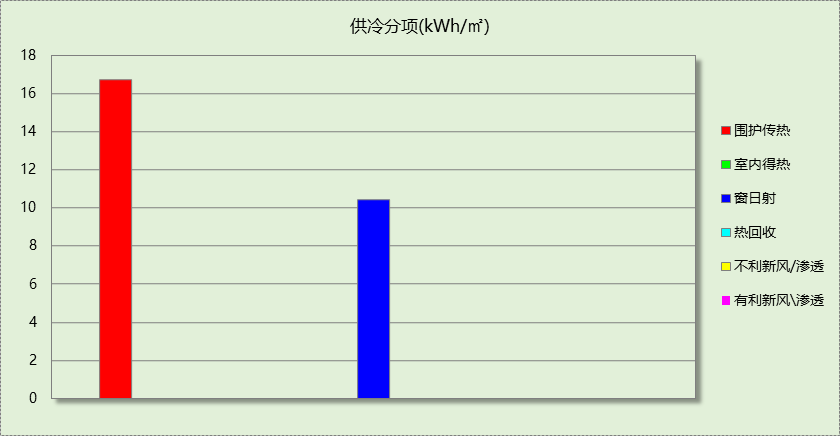 供冷分项(kWh/㎡)
18
16
14
12
10
8
6
4
2
0
围护传热
室内得热
窗日射
热回收
不利新风/渗透
有利新风\渗透